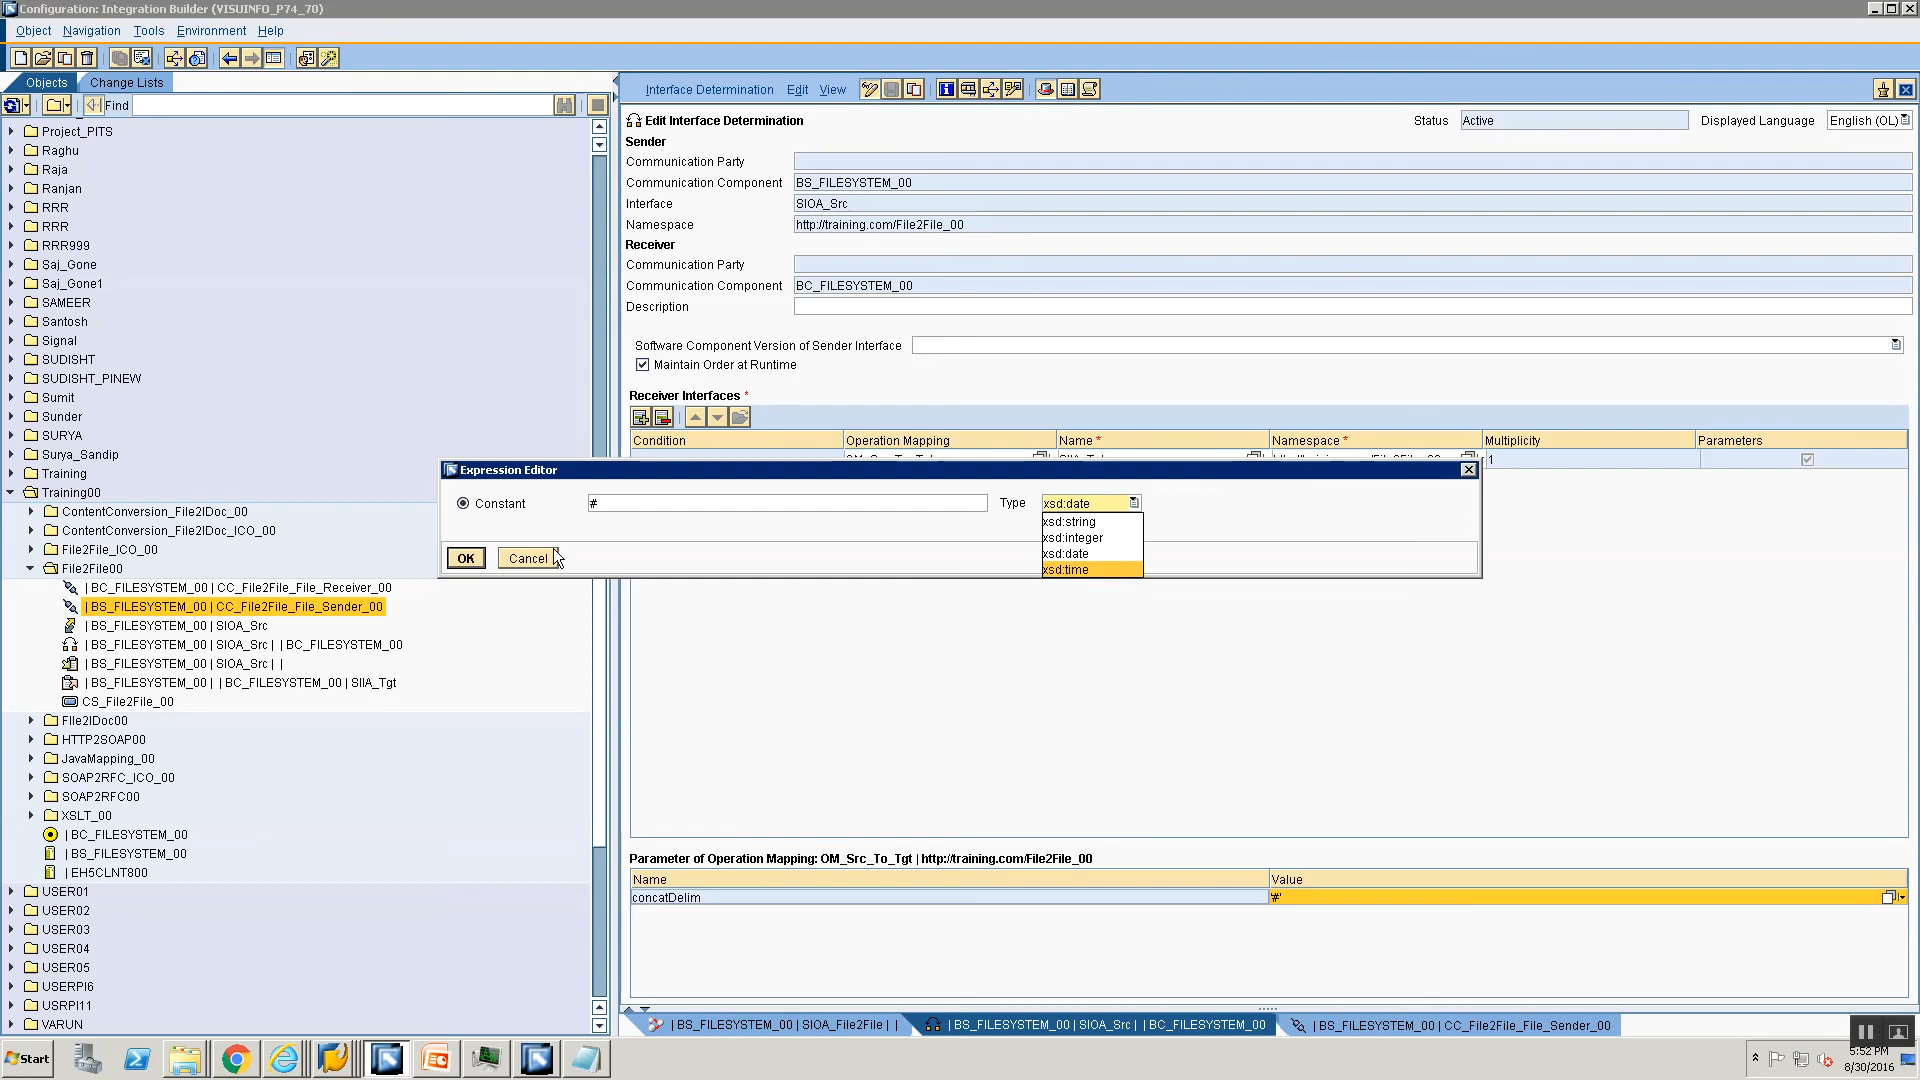 Configuration: Integration Builder (VISUINFO_P74_70)
Object Navigation Tools Environment Help
Objects Change Lists
Find
Project_PITS
Raghu
Raja
Ranjan
RRR
RRR
RRR999
Saj_Gone
Saj_Gone1
SAMEER
Santosh
Signal
SUDISHT
SUDISHT_PINEW
Sumit
Sunder
SURYA
Surya_Sandip
Training
Training00
ContentConversion_File2IDoc_00
ContentConversion_File2IDoc_ICO_00
File2File_ICO_00
File2File00
| BC_FILESYSTEM_00 | CC_File2File_File_Receiver_00
| BS_FILESYSTEM_00 | CC_File2File_File_Sender_00
| BS_FILESYSTEM_00 | SIOA_Src
| BS_FILESYSTEM_00 | SIOA_Src | | BC_FILESYSTEM_00
| BS_FILESYSTEM_00 | SIOA_Src | |
| BS_FILESYSTEM_00 | | BC_FILESYSTEM_00 | SIIA_Tgt
CS_File2File_00
FIle2IDoc00
HTTP2SOAP00
JavaMapping_00
SOAP2RFC_ICO_00
SOAP2RFC00
XSLT_00
| BC_FILESYSTEM_00
| BS_FILESYSTEM_00
| EH5CLNT800
USER01
USER02
USER03
USER04
USER05
USERPI6
USRPI11
VARUN
Interface Determination Edit View
Edit Interface Determination Status Active Displayed Language English (OL)
Sender
Communication Party
Communication Component BS_FILESYSTEM_00
Interface SIOA_Src
Namespace http://training.com/File2File_00
Receiver
Communication Party
Communication Component BC_FILESYSTEM_00
Description
Software Component Version of Sender Interface
Maintain Order at Runtime
Receiver Interfaces *
Condition Operation Mapping Name * Namespace * Multiplicity Parameters
1
Expression Editor
Constant # Type xsd:date
xsd:string
xsd:integer
xsd:date
xsd:time
OK Cancel
Parameter of Operation Mapping: OM_Src_To_Tgt | http://training.com/File2File_00
Name Value
concatDelim '#'
| BS_FILESYSTEM_00 | SIOA_File2File | | | BS_FILESYSTEM_00 | SIOA_Src | | BC_FILESYSTEM_00 | BS_FILESYSTEM_00 | CC_File2File_File_Sender_00
Start
5:52 PM
8/30/2016